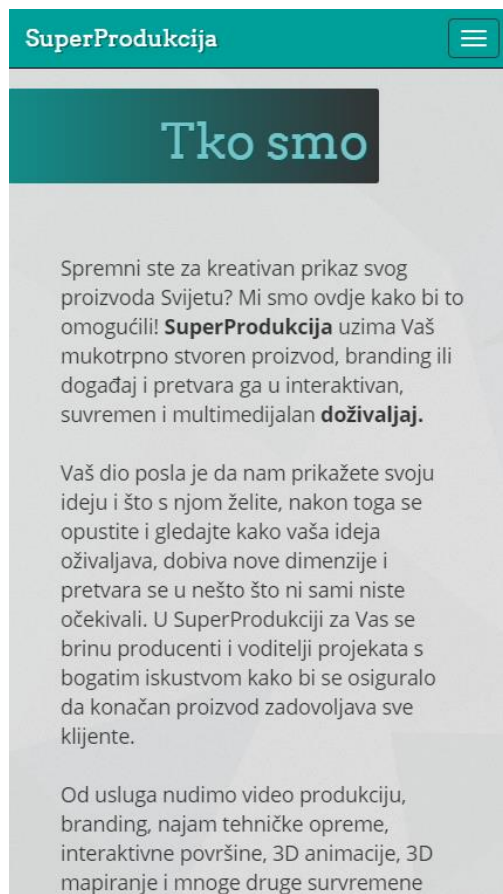 SuperProdukcija
Tko smo
Spremni ste za kreativan prikaz svog
proizvoda Svijetu? Mi smo ovdje kako bi to
omogućili! SuperProdukcija uzima Vaš
mukotrpno stvoren proizvod, branding ili
događaj i pretvara ga u interaktivan,
suvremen i multimedijalan doživaljaj.
Vaš dio posla je da nam prikažete svoju
ideju i što s njom želite, nakon toga se
opustite i gledajte kako vaša ideja
oživaljava, dobiva nove dimenzije i
pretvara se u nešto što ni sami niste
očekivali. U SuperProdukciji za Vas se
brinu producenti i voditelji projekata s
bogatim iskustvom kako bi se osiguralo
da konačan proizvod zadovoljava sve
klijente.
Od usluga nudimo video produkciju,
branding, najam tehničke opreme,
interaktivne površine, 3D animacije, 3D
mapiranje i mnoge druge survremene